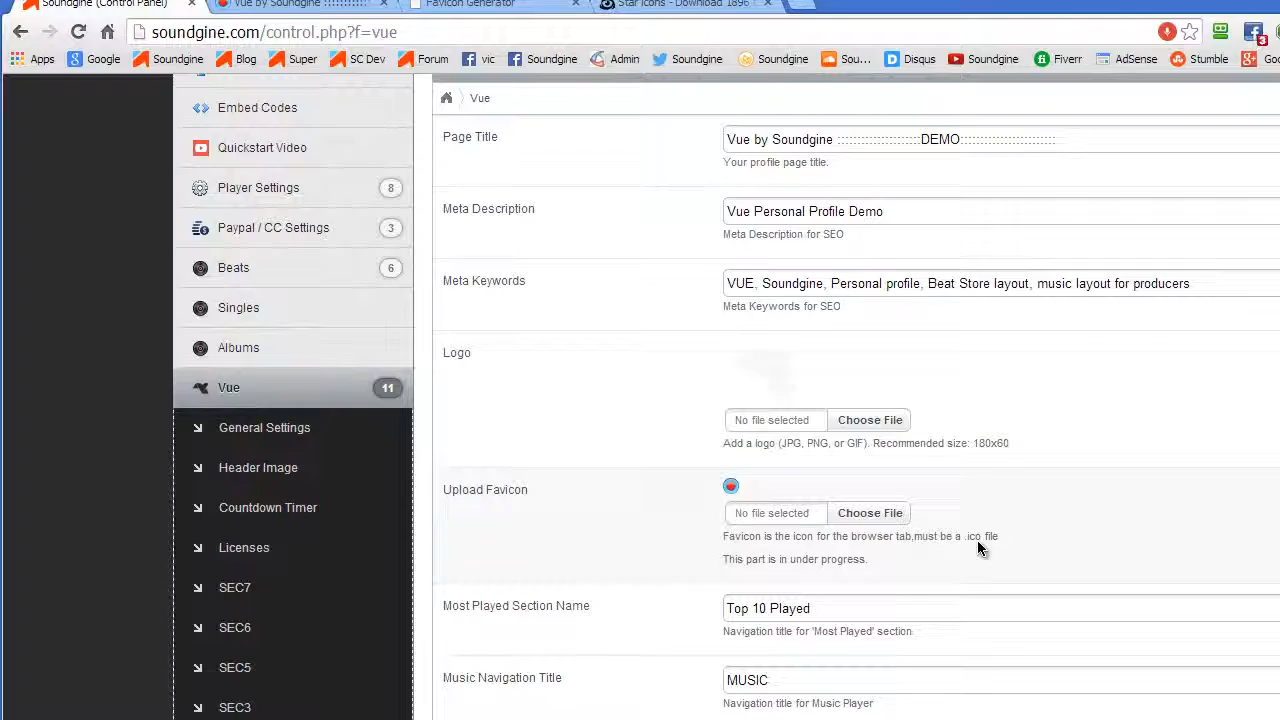 Soundgine (Control Panel) × Vue by Soundgine :::::::::::: × Favicon Generator × Star Icons - Download 1896 ×
soundgine.com/control.php?f=vue 3
Apps Google Soundgine Blog Super SC Dev Forum vic Soundgine Admin Soundgine Soundgine Sou... Disqus Soundgine Fiverr AdSense Stumble
Embed Codes
Quickstart Video
Player Settings 8
Paypal / CC Settings 3
Beats 6
Singles
Albums
Vue 11
General Settings
Header Image
Countdown Timer
Licenses
SEC7
SEC6
SEC5
SEC3
Vue
Page Title
Vue by Soundgine ::::::::::::::::::::::DEMO:::::::::::::::::::::::::
Your profile page title.
Meta Description
Vue Personal Profile Demo
Meta Description for SEO
Meta Keywords
VUE, Soundgine, Personal profile, Beat Store layout, music layout for producers
Meta Keywords for SEO
Logo
No file selected Choose File
Add a logo (JPG, PNG, or GIF). Recommended size: 180x60
Upload Favicon
No file selected Choose File
Favicon is the icon for the browser tab,must be a .ico file
This part is in under progress.
Most Played Section Name
Top 10 Played
Navigation title for 'Most Played' section.
Music Navigation Title
MUSIC
Navigation title for Music Player